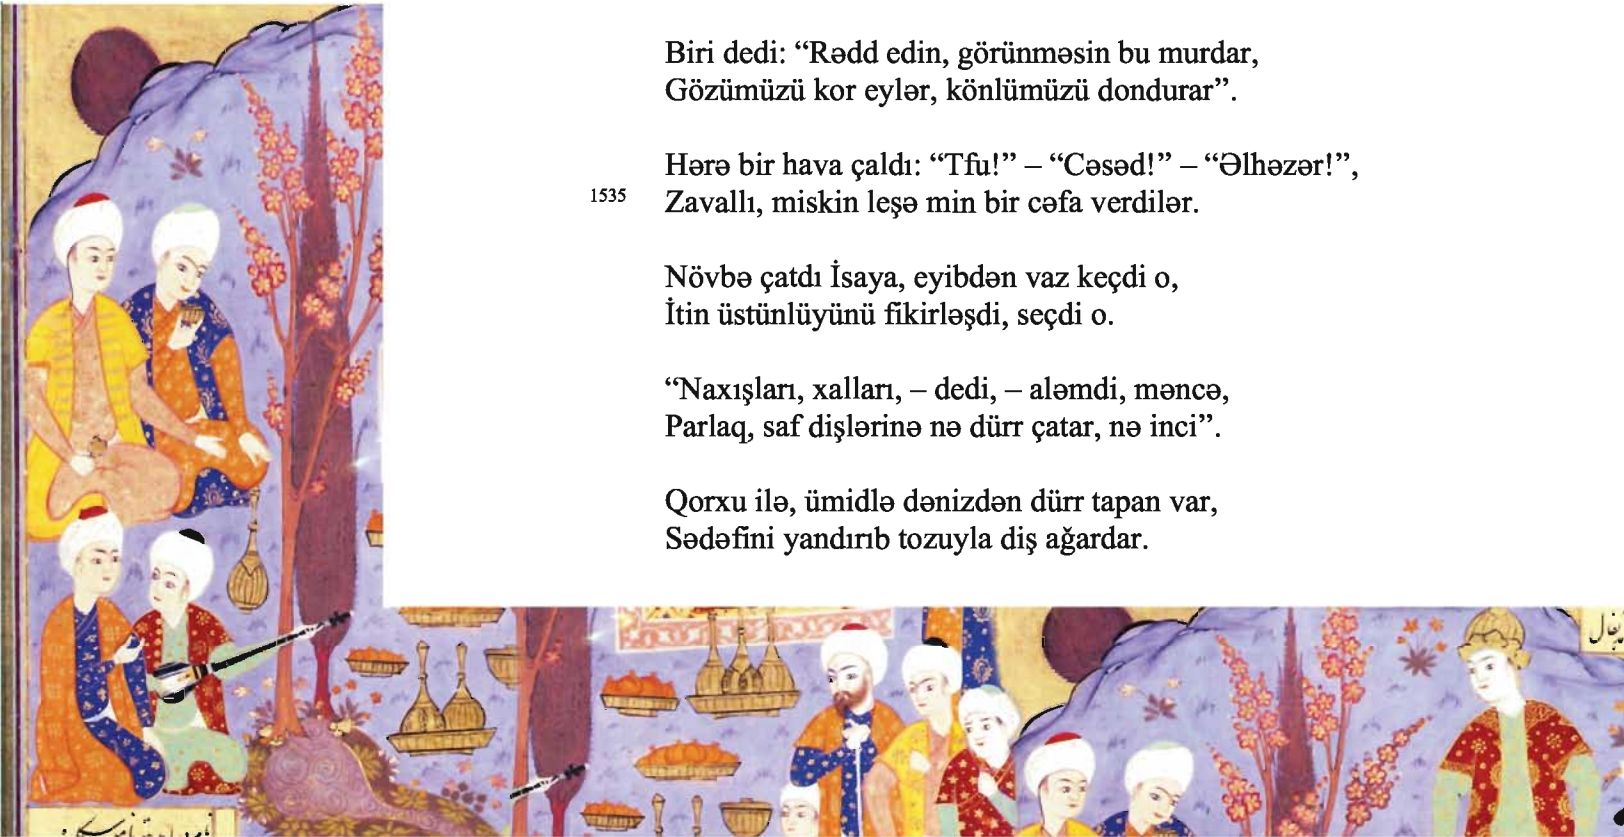 Biri dedi: “Rədd edin, görünməsin bu murdar,
Gözümüzü kor eylər, könlümüzü dondurar”.
Hərə bir hava çaldı: “Tfu!” – “Cəsəd!” – “Əlhəzər!”,
1535 Zavallı, miskin leşə min bir cəfa verdilər.
Növbə çatdı İsaya, eyibdən vaz keçdi o,
İtin üstünlüyünü fikirləşdi, seçdi o.
“Naxışları, xalları, – dedi, – aləmdi, məncə,
Parlaq, saf dişlərinə nə dürr çatar, nə inci”.
Qorxu ilə, ümidlə dənizdən dürr tapan var,
Sədəfini yandırıb tozuyla diş ağardar.